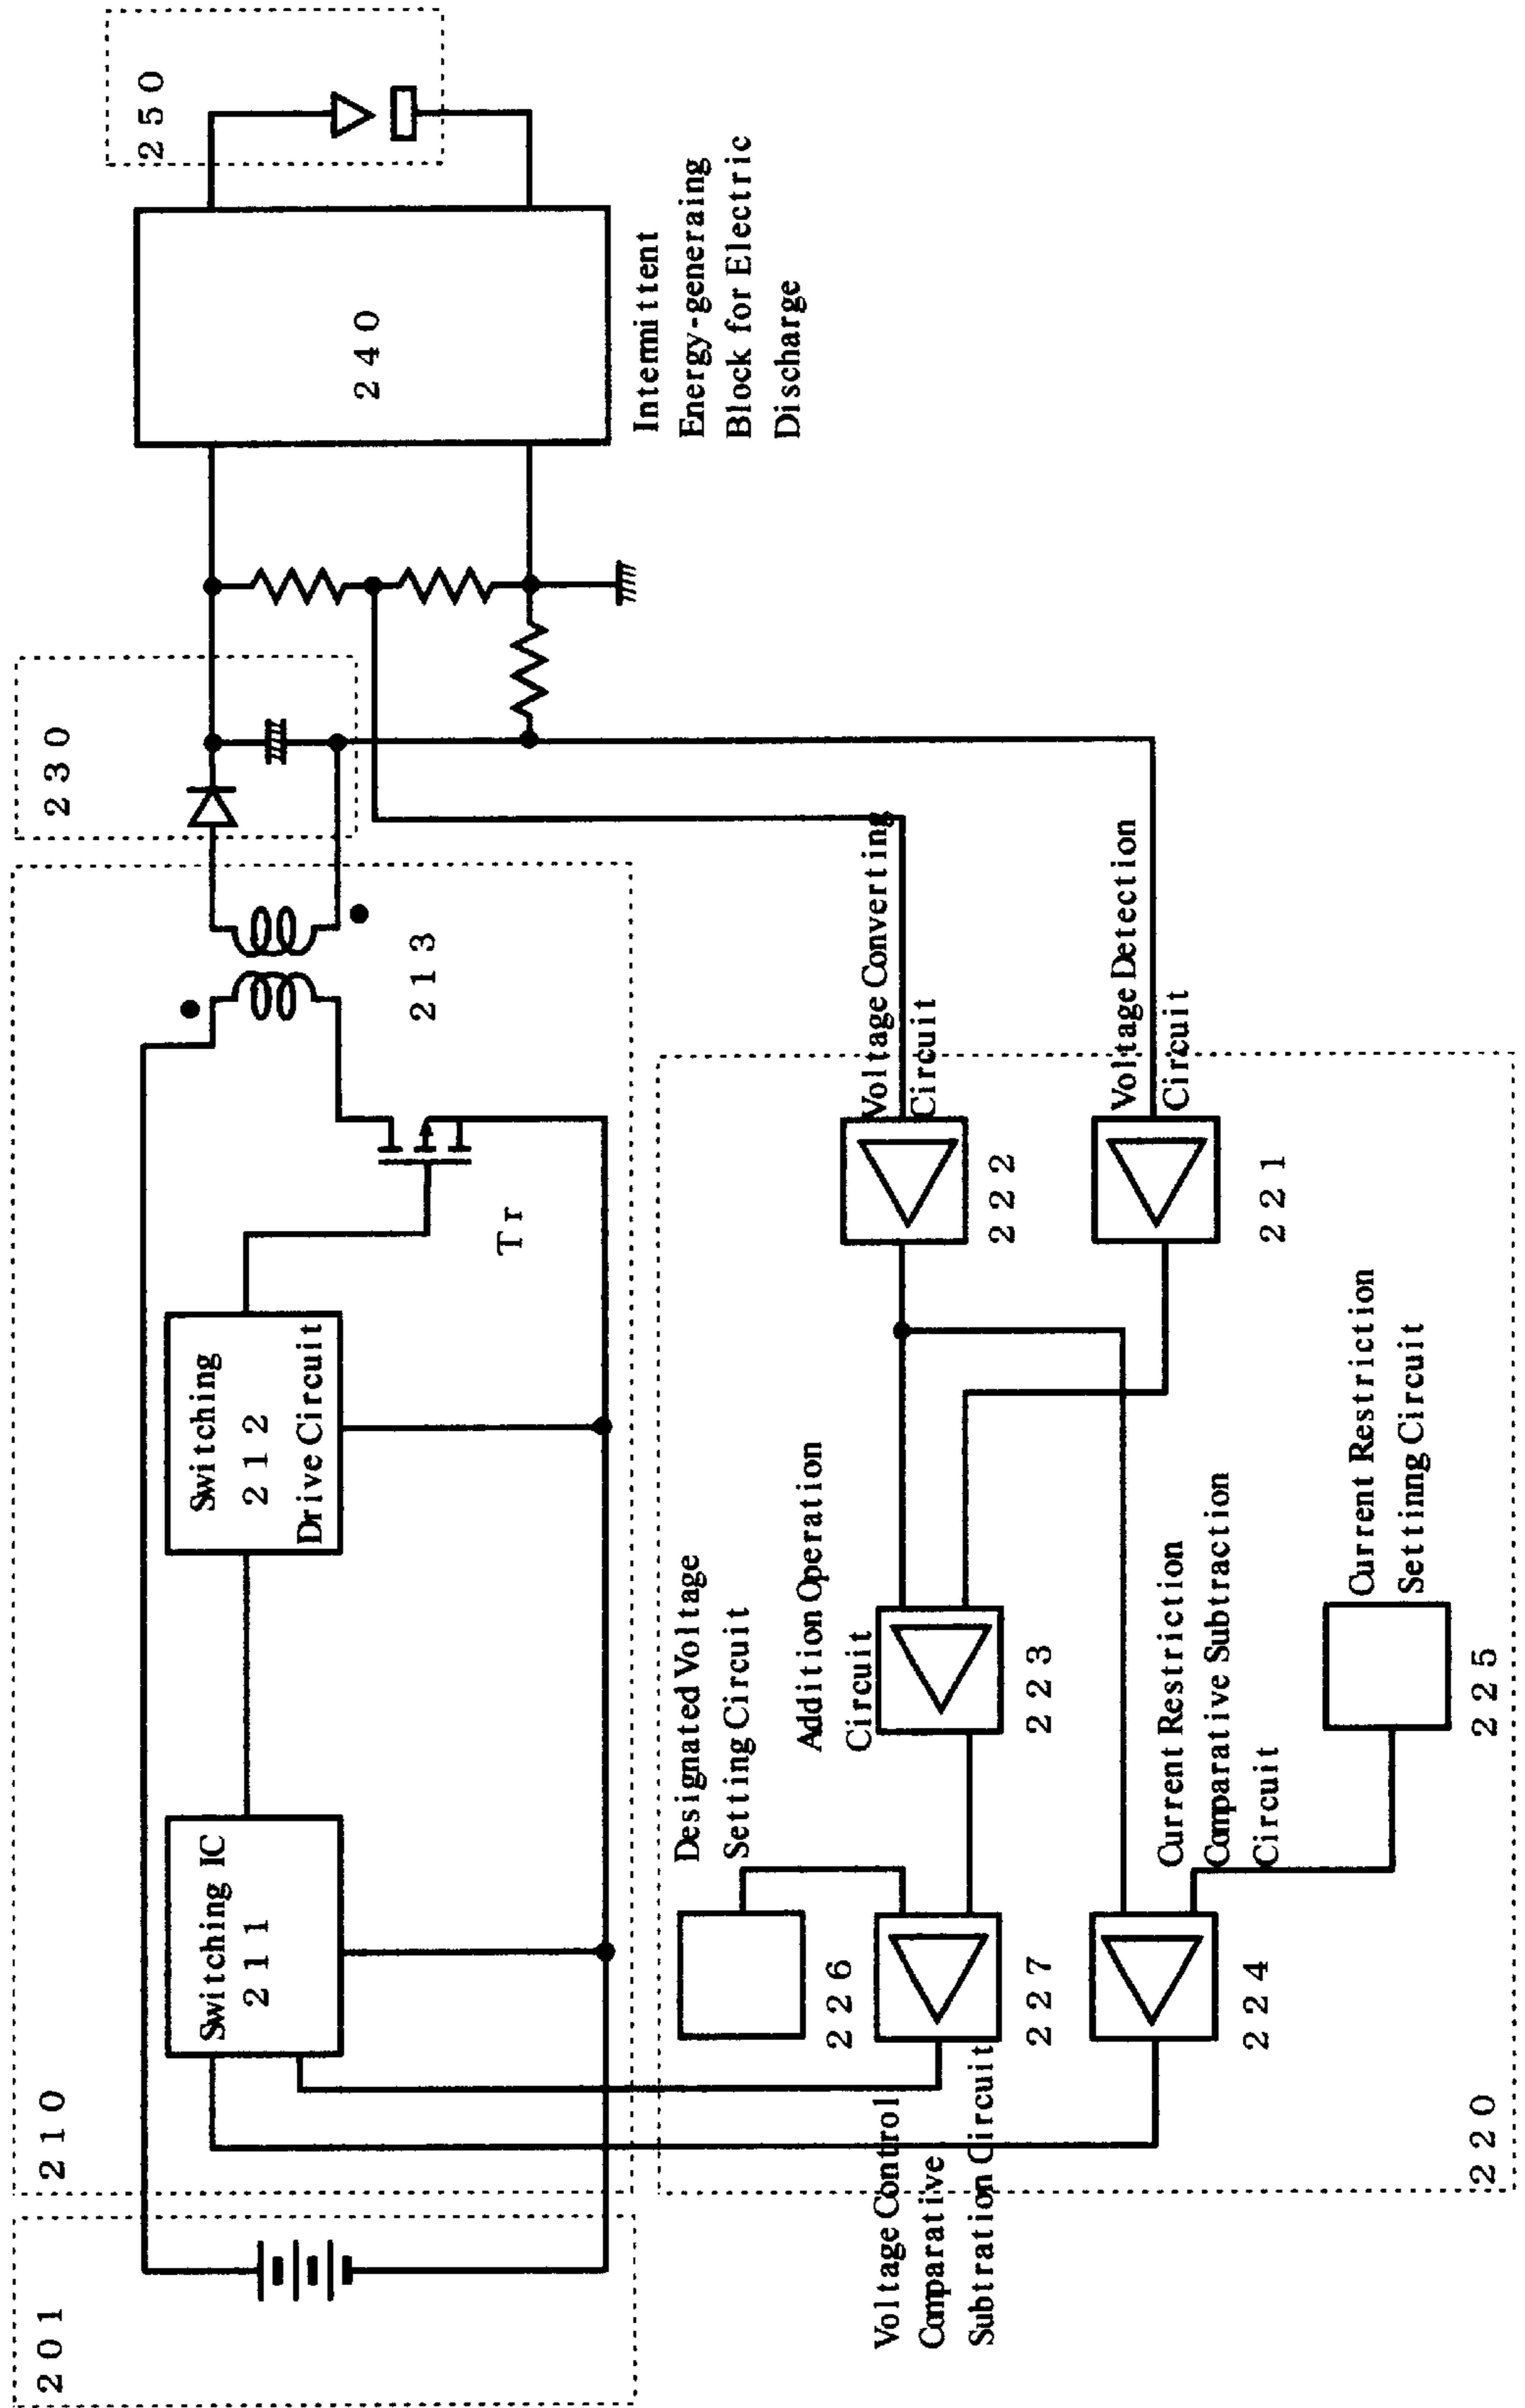 201
210
230
250
Switching IC
211
Switching
212
Drive Circuit
213
Tr
240
Intermittent
Energy-generaing
Block for Electric
Discharge
Designated Voltage
Setting Circuit
226
Addition Operation
Circuit
223
Voltage Converting
Circuit
222
Voltage Detection
Circuit
221
Voltage Control
Comparative
Subtration Circuit
227
Current Restriction
Comparative Subtraction
Circuit
224
Current Restriction
Settinng Circuit
225
220